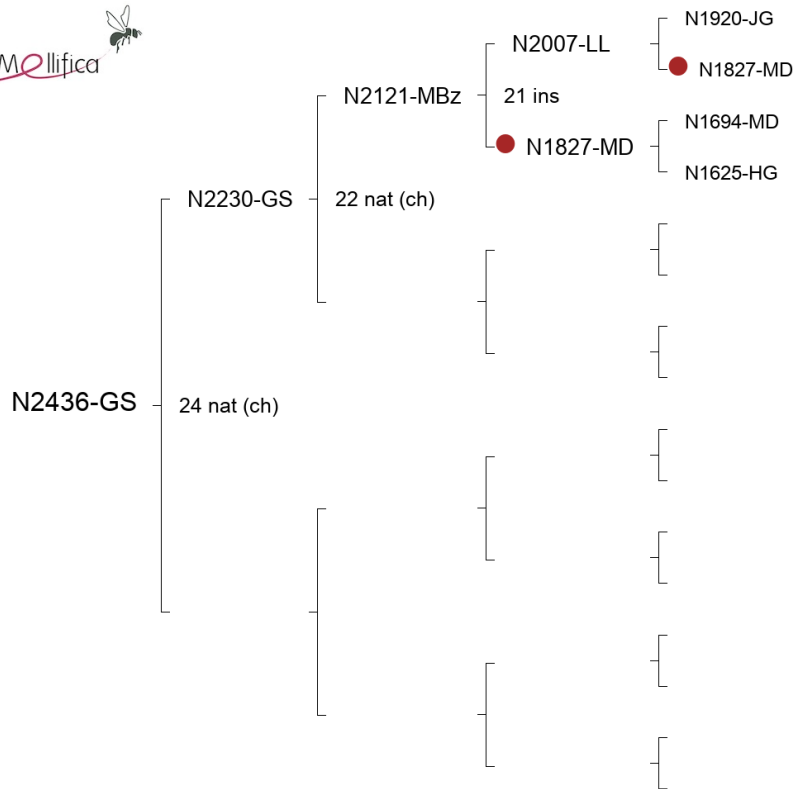 Mellifica
N1920-JG
N2007-LL
N1827-MD
N2121-MBz
21 ins
N1694-MD
N1827-MD
N1625-HG
N2230-GS
22 nat (ch)
N2436-GS
24 nat (ch)